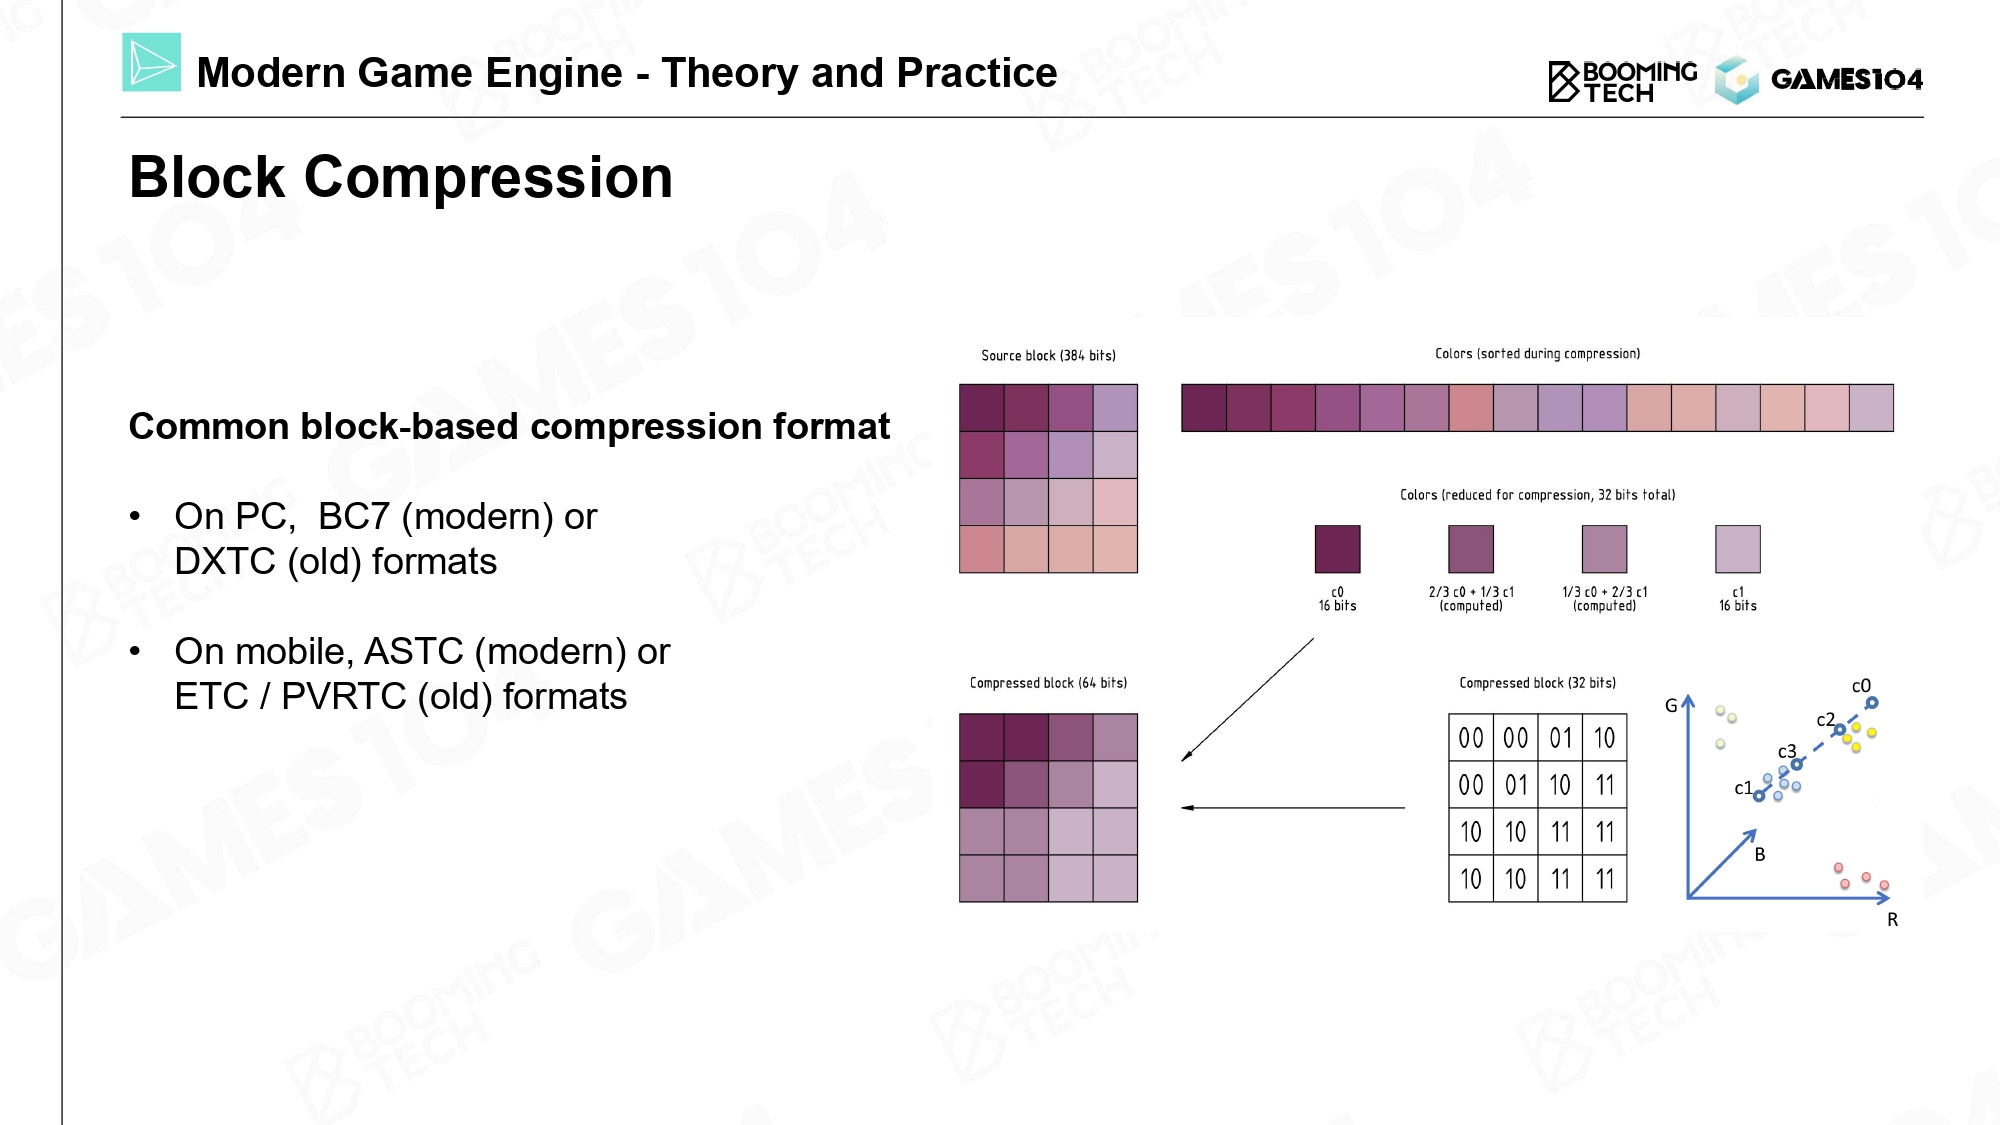 Modern Game Engine - Theory and Practice
BOOMING
TECH
GAMES104
Block Compression
Common block-based compression format
• On PC,  BC7 (modern) or
DXTC (old) formats
• On mobile, ASTC (modern) or
ETC / PVRTC (old) formats
Source block (384 bits)
Colors (sorted during compression)
Colors (reduced for compression, 32 bits total)
c0
16 bits
2/3 c0 + 1/3 c1
(computed)
1/3 c0 + 2/3 c1
(computed)
c1
16 bits
Compressed block (64 bits)
Compressed block (32 bits)
00 00 01 10
00 01 10 11
10 10 11 11
10 10 11 11
G
c0
c2
c3
c1
B
R